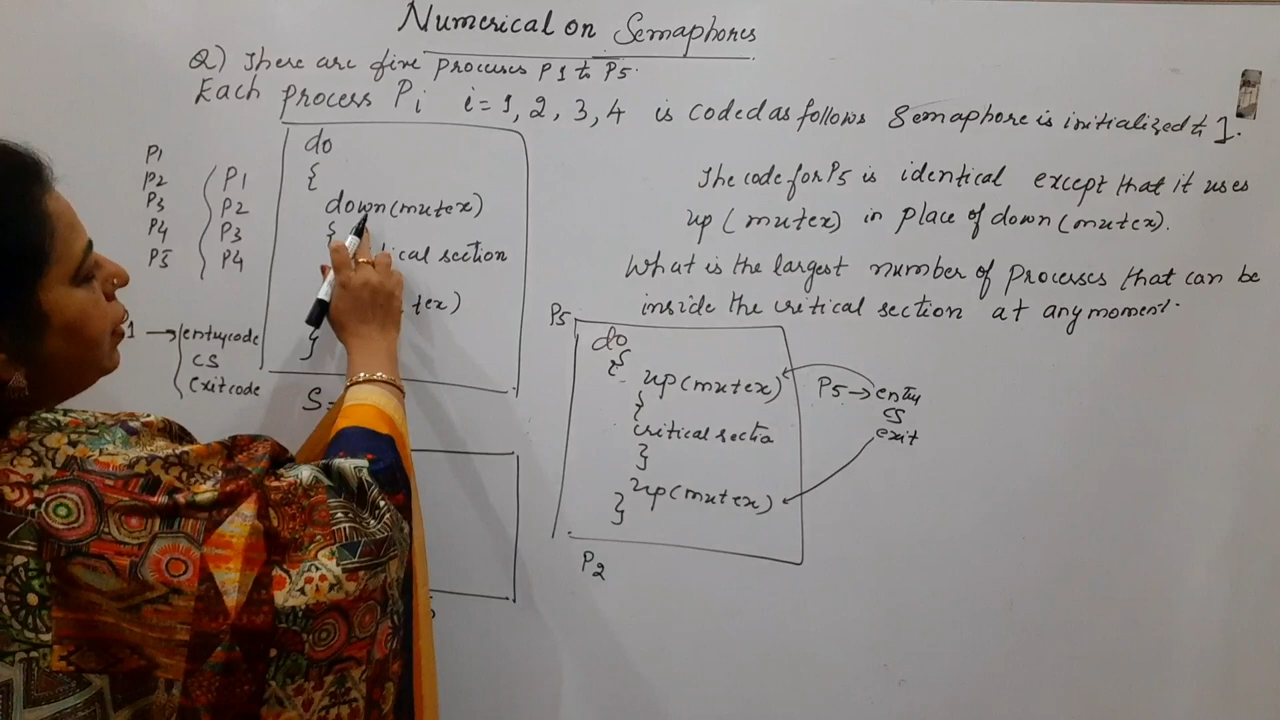 Numerical on Semaphores
Q) There are five processes P1 to P5.
Each process Pi i=1, 2, 3, 4 is coded as follows Semaphore is initialized to 1.
do
{
down(mutex)
{
cal section
tex)
}
P1
P2
P3
P4
P5
P1
P2
P3
P4
1 → entry code
CS
exit code
S=
The code for P5 is identical except that it uses
up (mutex) in place of down (mutex).
What is the largest number of processes that can be
inside the critical section at any moment.
P5
do
{
up(mutex)
{
critical sectio
}
up(mutex)
}
P5 → entry
CS
exit
P2